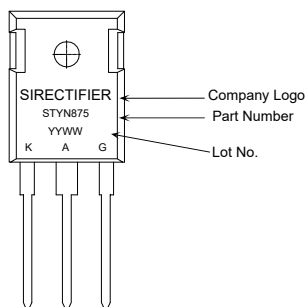 SIRECTIFIER
STYN875
YYWW
K A G
Company Logo
Part Number
Lot No.